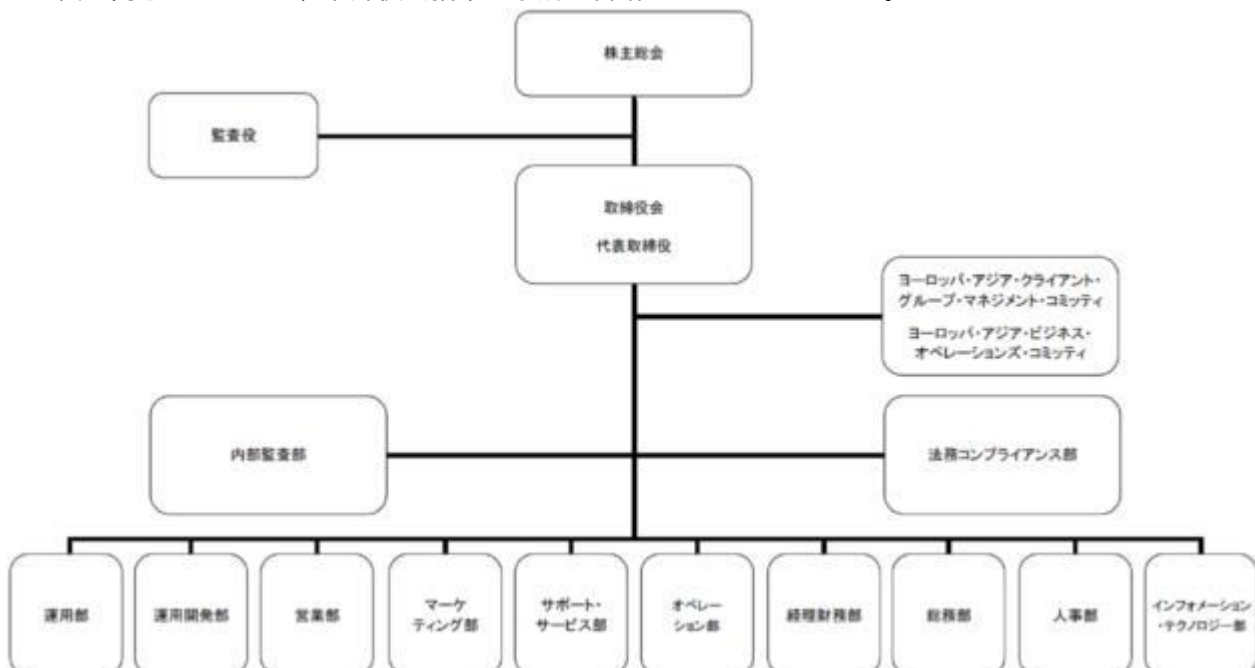 株主総会
監査役
取締役会
代表取締役
ヨーロッパ・アジア・クライアント・
グループ・マネジメント・コミッティ
ヨーロッパ・アジア・ビジネス・
オペレーションズ・コミッティ
内部監査部
法務コンプライアンス部
運用部
運用開発部
営業部
マーケ
ティング部
サポート・
サービス部
オペレー
ション部
経理財務部
総務部
人事部
インフォメーション
・テクノロジー部